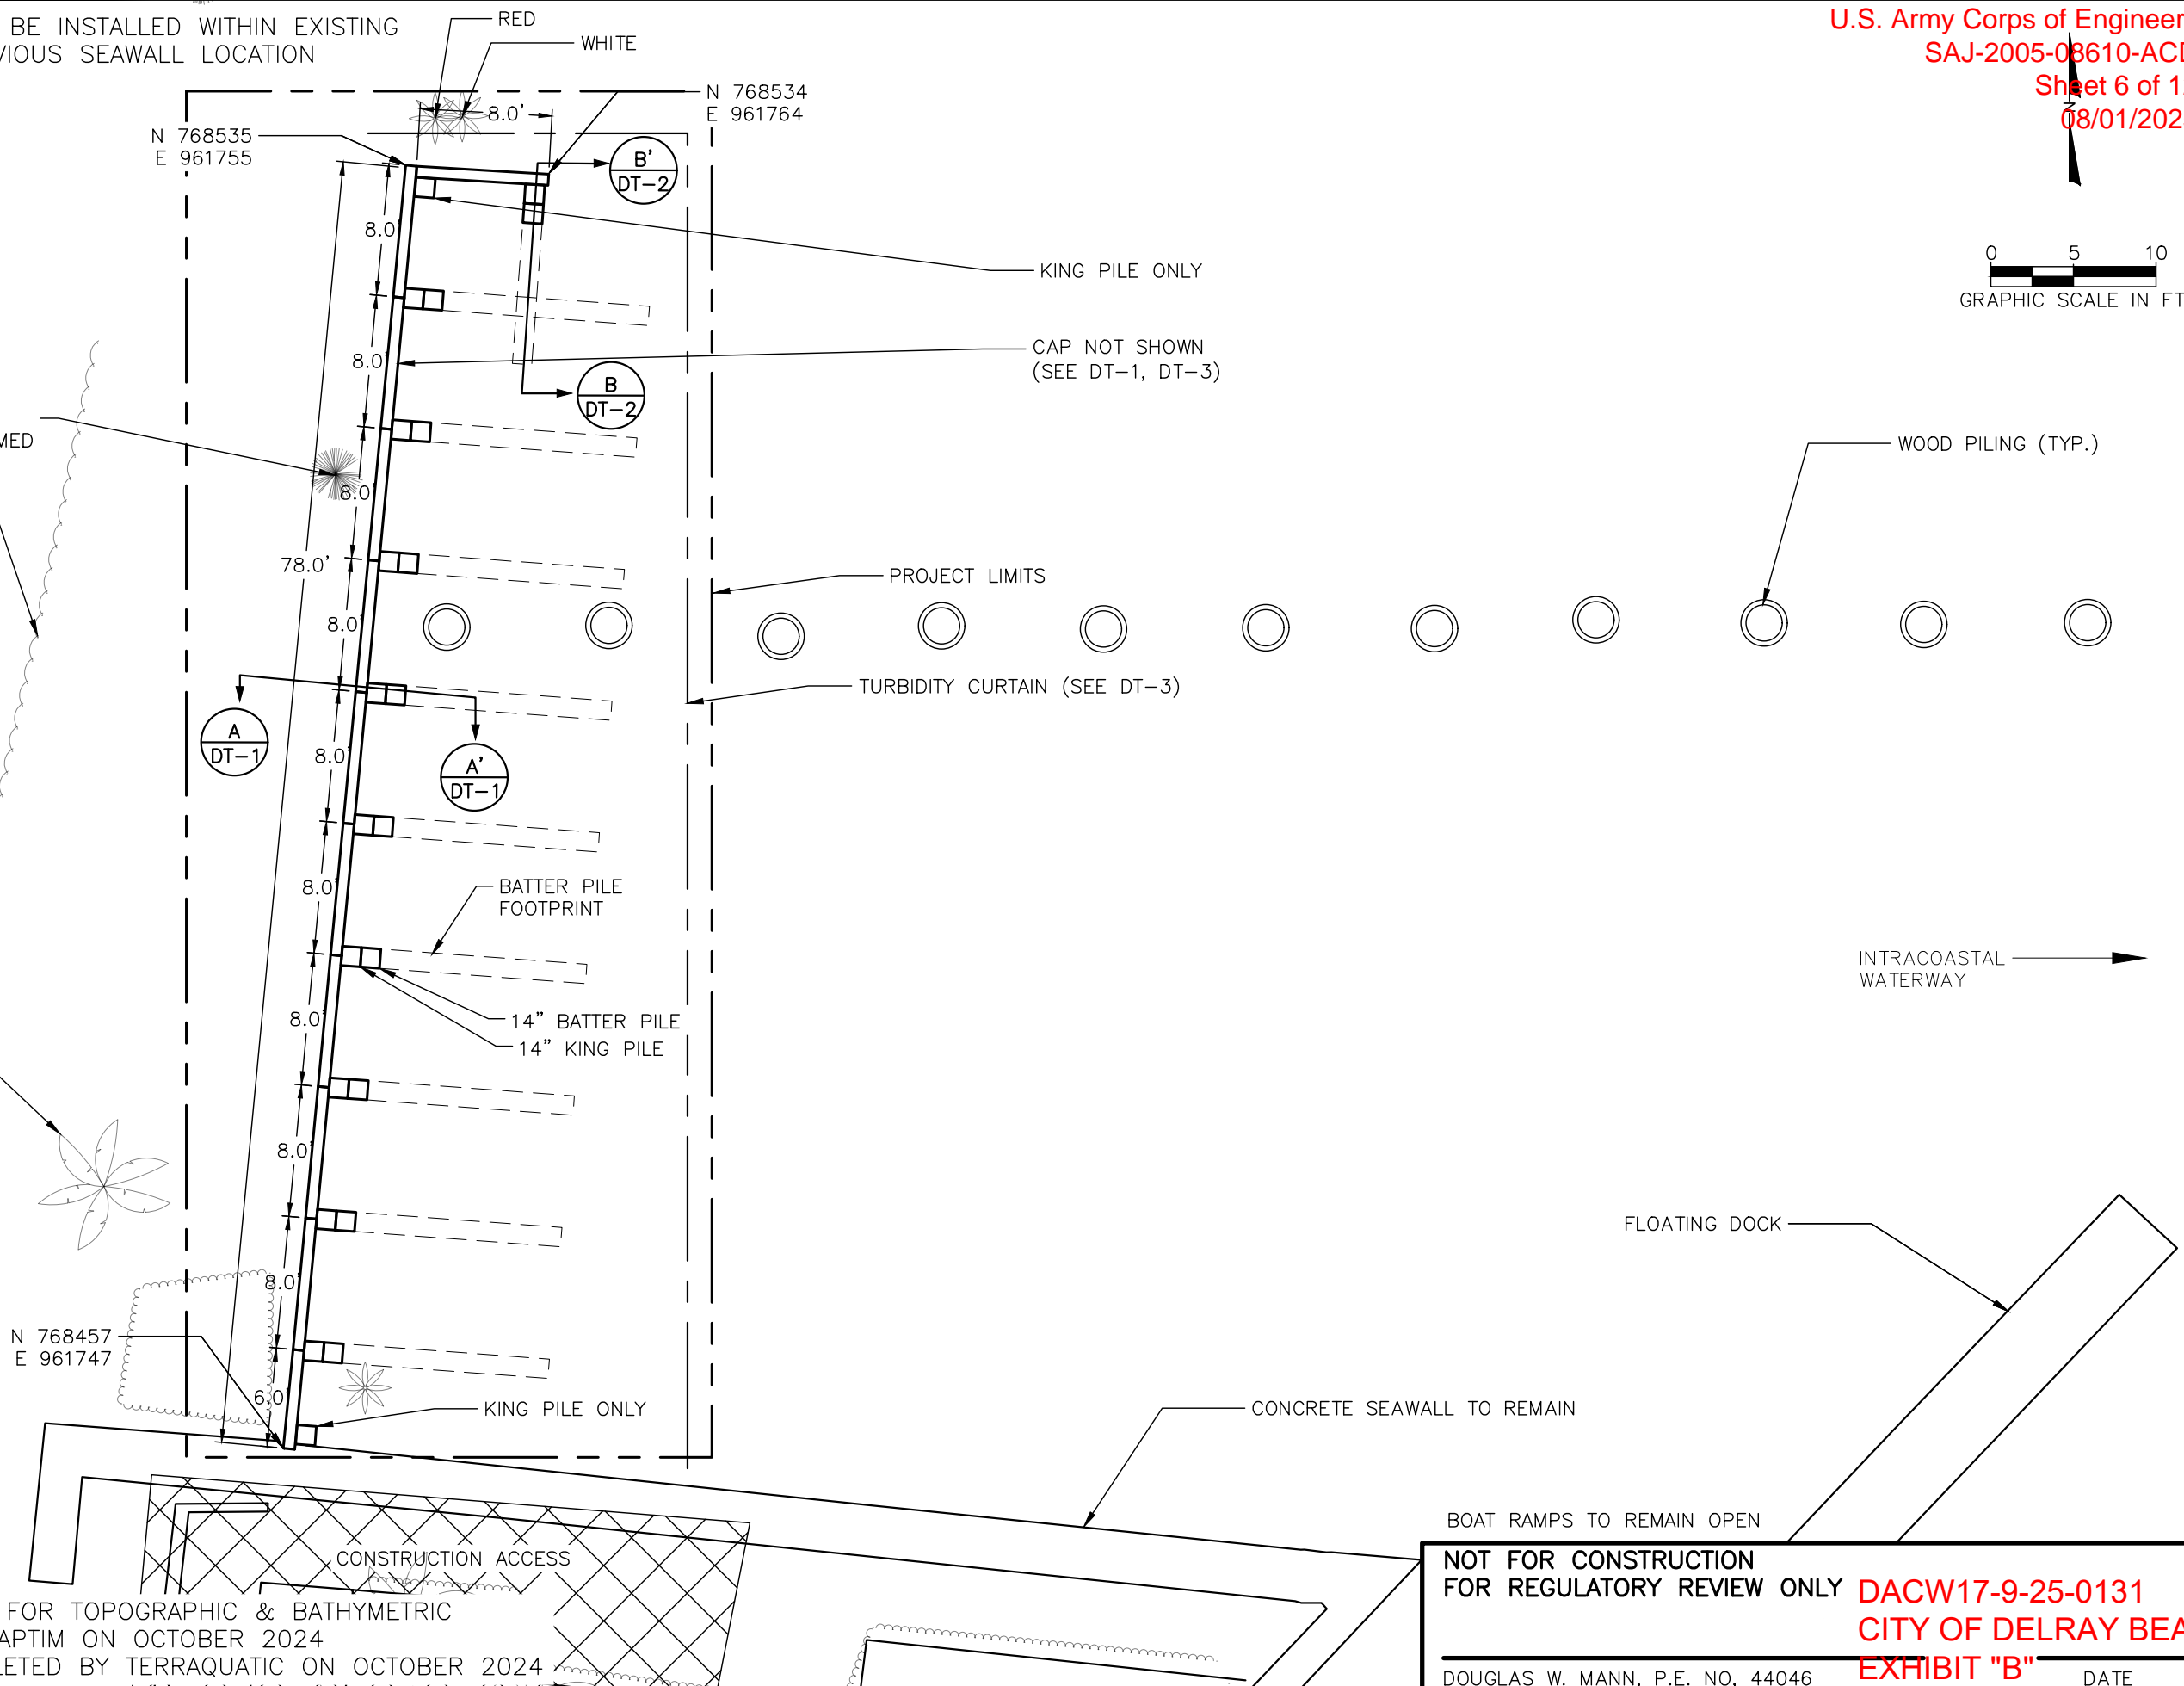 BE INSTALLED WITHIN EXISTING
VIOUS SEAWALL LOCATION
RED
WHITE
U.S. Army Corps of Engineer
SAJ-2005-08610-ACD
Sheet 6 of 1
08/01/202
N
N 768534
E 961764
N 768535
E 961755
8.0'
B'
DT-2
8.0'
KING PILE ONLY
0 5 10
GRAPHIC SCALE IN FT
8.0'
CAP NOT SHOWN
(SEE DT-1, DT-3)
B
DT-2
MED
WOOD PILING (TYP.)
8.0'
78.0'
PROJECT LIMITS
8.0'
TURBIDITY CURTAIN (SEE DT-3)
A
DT-1
8.0'
A'
DT-1
8.0'
BATTER PILE
FOOTPRINT
INTRACOASTAL
WATERWAY
8.0'
14" BATTER PILE
14" KING PILE
8.0'
FLOATING DOCK
8.0'
N 768457
E 961747
6.0'
KING PILE ONLY
CONCRETE SEAWALL TO REMAIN
BOAT RAMPS TO REMAIN OPEN
CONSTRUCTION ACCESS
NOT FOR CONSTRUCTION
FOR REGULATORY REVIEW ONLY
DACW17-9-25-0131
CITY OF DELRAY BEA
EXHIBIT "B"
FOR TOPOGRAPHIC & BATHYMETRIC
APTIM ON OCTOBER 2024
LETED BY TERRAQUATIC ON OCTOBER 2024
DOUGLAS W. MANN, P.E. NO. 44046
DATE